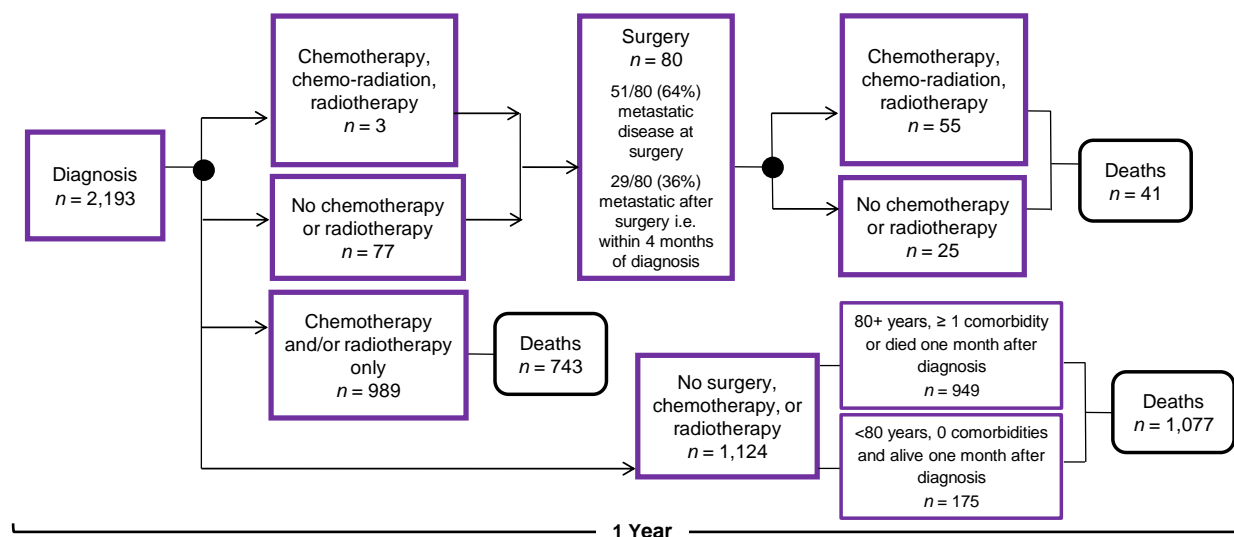 Diagnosis
n = 2,193
Chemotherapy,
chemo-radiation,
radiotherapy
n = 3
No chemotherapy
or radiotherapy
n = 77
Chemotherapy
and/or radiotherapy
only
n = 989
Deaths
n = 743
Surgery
n = 80
51/80 (64%)
metastatic
disease at
surgery
29/80 (36%)
metastatic after
surgery i.e.
within 4 months
of diagnosis
Chemotherapy,
chemo-radiation,
radiotherapy
n = 55
No chemotherapy
or radiotherapy
n = 25
Deaths
n = 41
No surgery,
chemotherapy, or
radiotherapy
n = 1,124
80+ years, ≥ 1 comorbidity
or died one month after
diagnosis
n = 949
<80 years, 0 comorbidities
and alive one month after
diagnosis
n = 175
Deaths
n = 1,077
1 Year